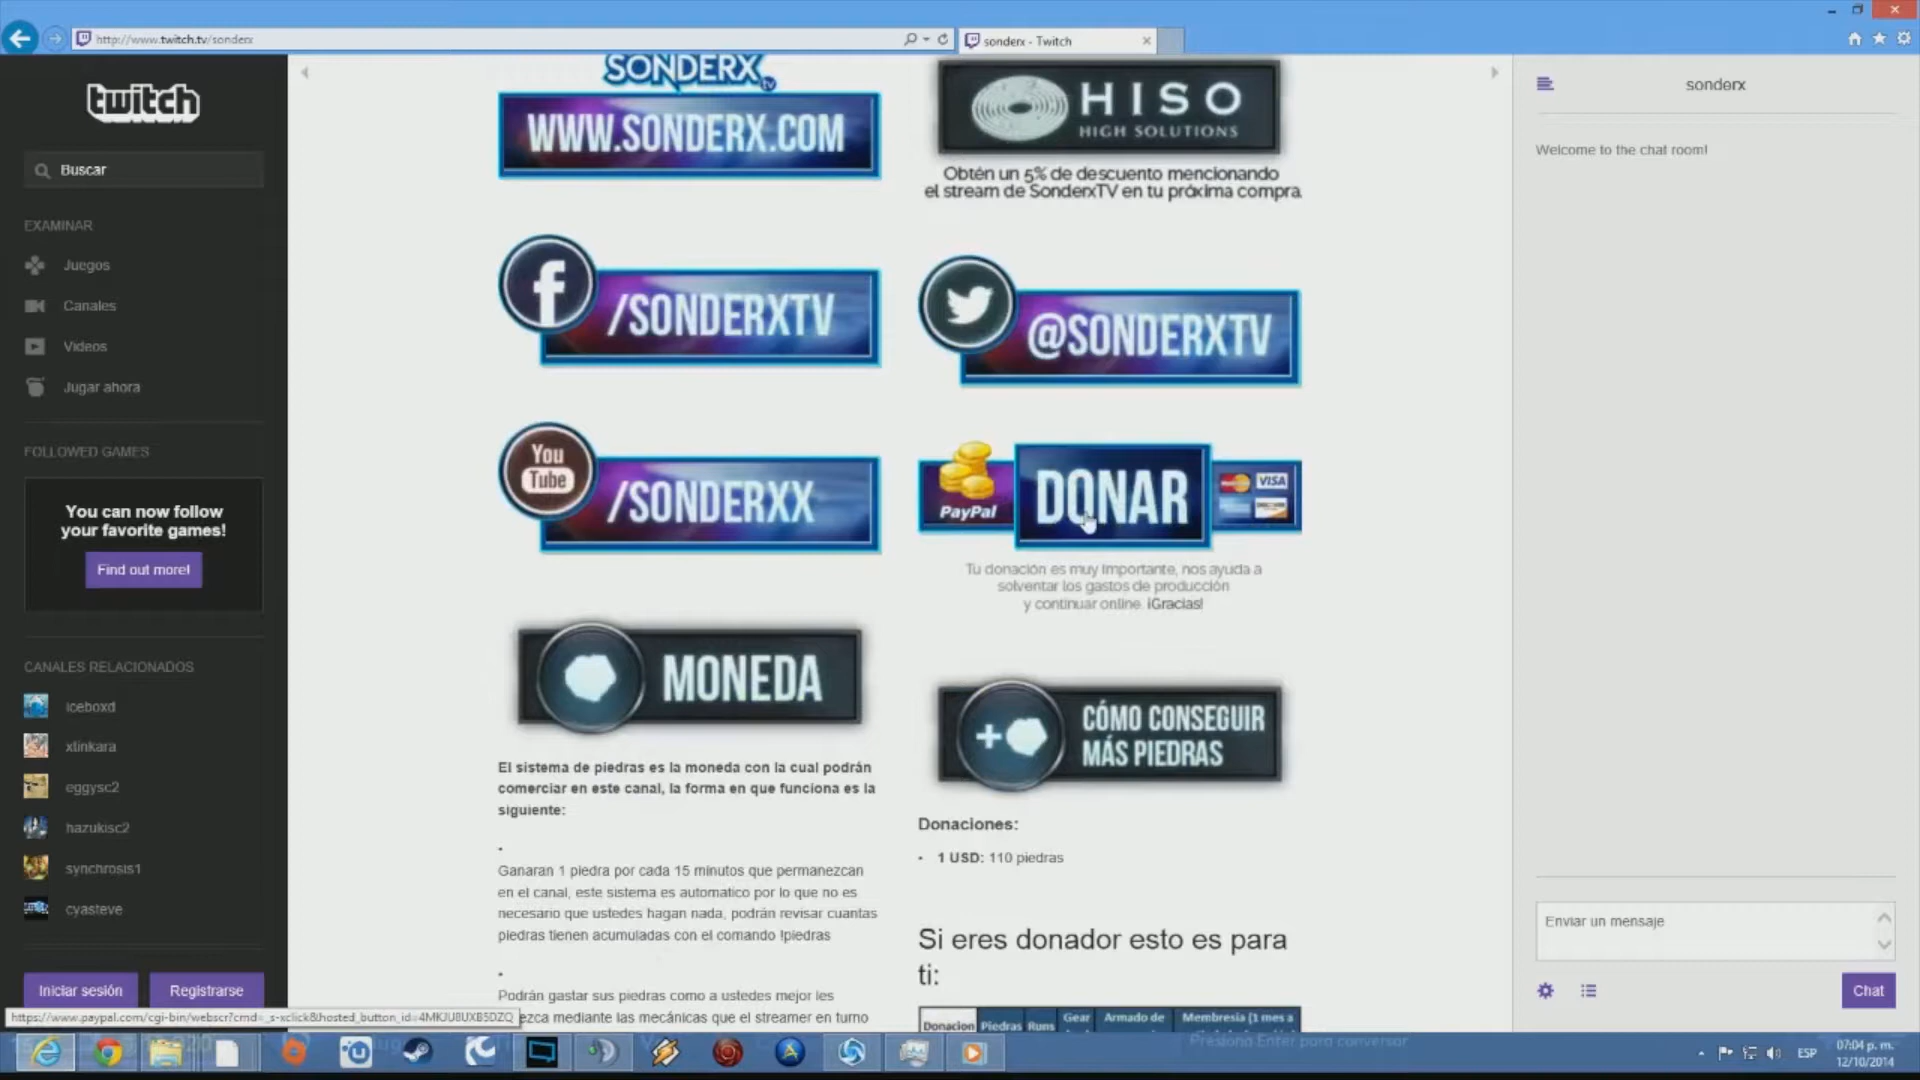 http://www.twitch.tv/sonderx
sonderx - Twitch
twitch
Buscar
EXAMINAR
Juegos
Canales
Videos
Jugar ahora
FOLLOWED GAMES
You can now follow
your favorite games!
Find out more!
CANALES RELACIONADOS
iceboxd
xlinkara
eggysc2
hazukisc2
synchrosis1
cyasteve
Iniciar sesión
Registrarse
SONDERX tv
WWW.SONDERX.COM
HISO
HIGH SOLUTIONS
Obtén un 5% de descuento mencionando
el stream de SonderxTV en tu próxima compra.
f
/SONDERXTV
@SONDERXTV
You
Tube
/SONDERXX
PayPal
DONAR
VISA
Tu donación es muy importante, nos ayuda a
solventar los gastos de producción
y continuar online. ¡Gracias!
MONEDA
El sistema de piedras es la moneda con la cual podrán
comerciar en este canal, la forma en que funciona es la
siguiente:
Ganaran 1 piedra por cada 15 minutos que permanezcan
en el canal, este sistema es automatico por lo que no es
necesario que ustedes hagan nada, podrán revisar cuantas
piedras tienen acumuladas con el comando !piedras
Podrán gastar sus piedras como a ustedes mejor les
ezca mediante las mecánicas que el streamer en turno
+
CÓMO CONSEGUIR
MÁS PIEDRAS
Donaciones:
• 1 USD: 110 piedras
Si eres donador esto es para
ti:
Donacion Piedras Runs Gear Armado de Membresia (1 mes a
sonderx
Welcome to the chat room!
Enviar un mensaje
Chat
Presiona Enter para conversar
ESP
07:04 p. m.
12/10/2014